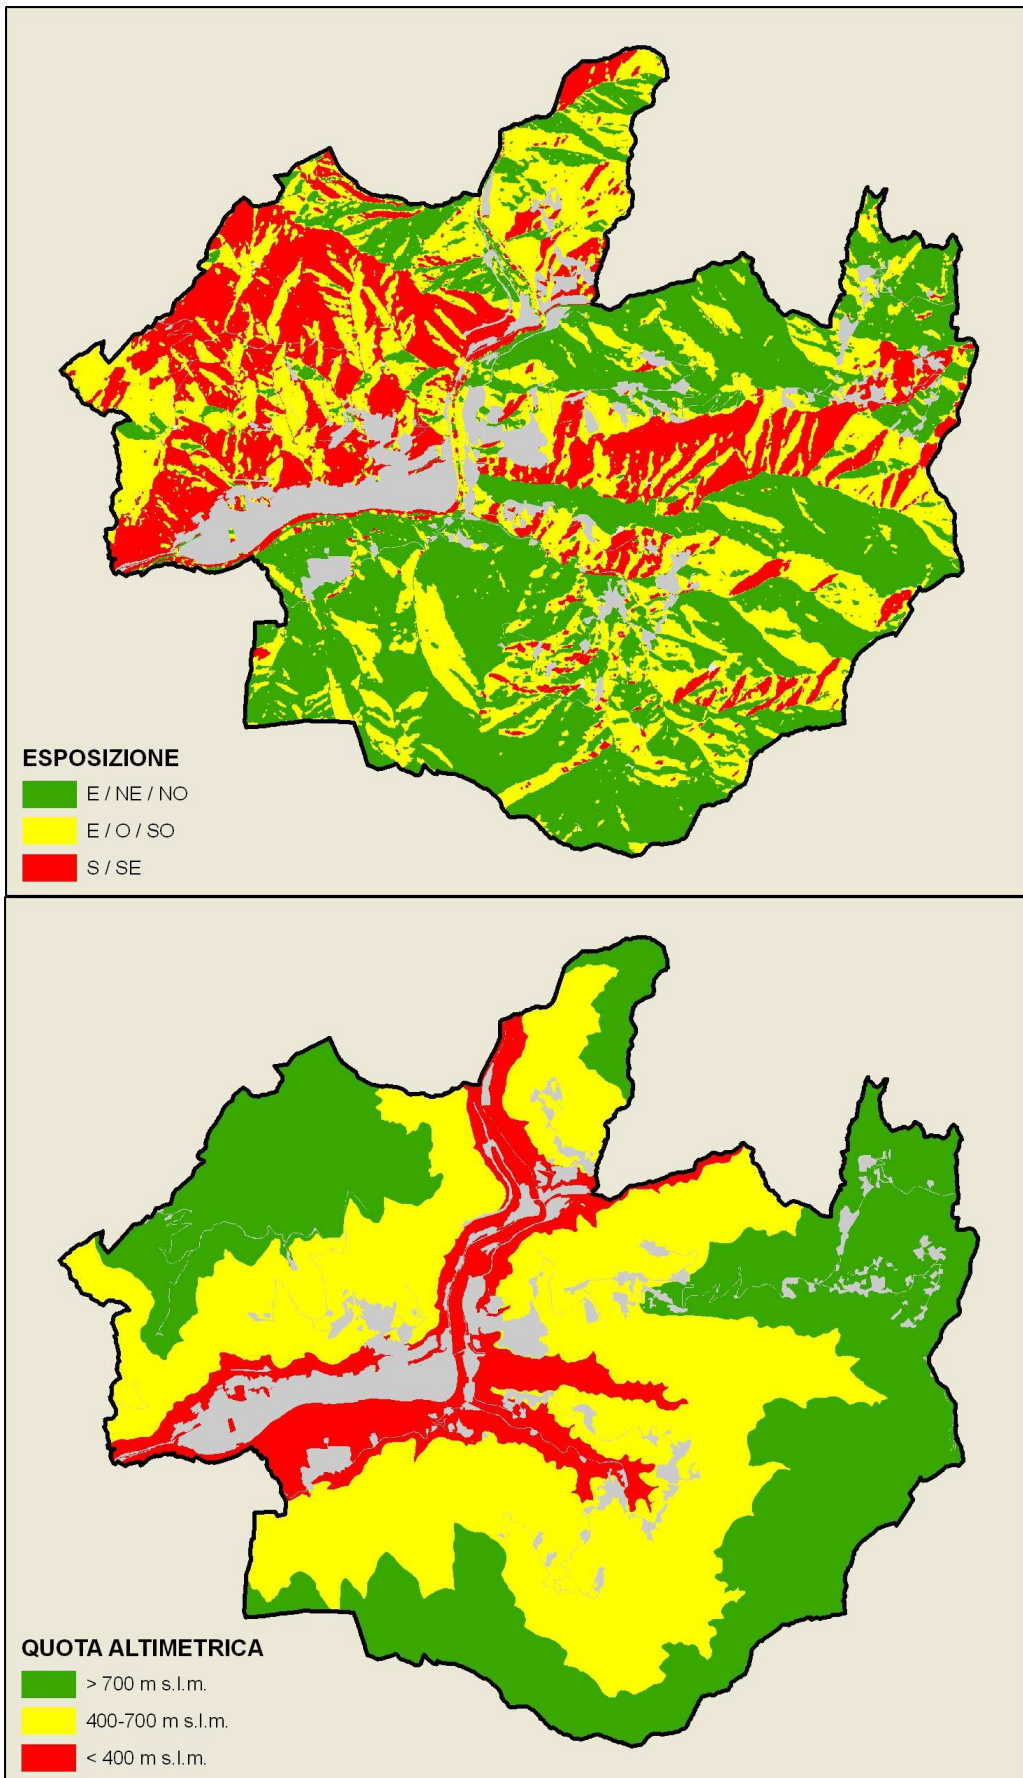 ESPOSIZIONE
E / NE / NO
E / O / SO
S / SE
QUOTA ALTIMETRICA
> 700 m s.l.m.
400-700 m s.l.m.
< 400 m s.l.m.